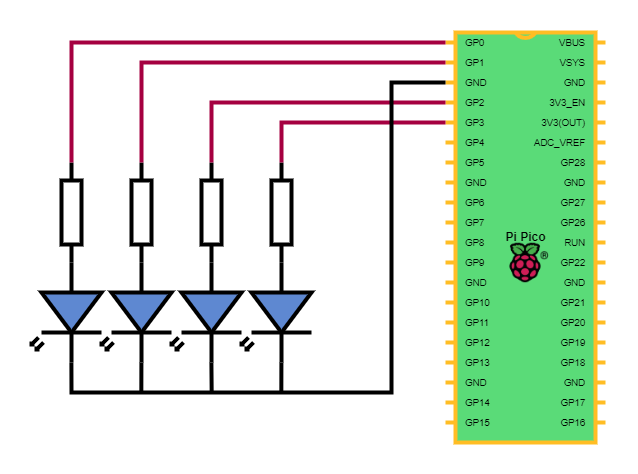 GP0 VBUS
GP1 VSYS
GND GND
GP2 3V3_EN
GP3 3V3(OUT)
GP4 ADC_VREF
GP5 GP28
GND GND
GP6 GP27
GP7 GP26
Pi Pico
GP8 RUN
®
GP9 GP22
GND GND
GP10 GP21
GP11 GP20
GP12 GP19
GP13 GP18
GND GND
GP14 GP17
GP15 GP16